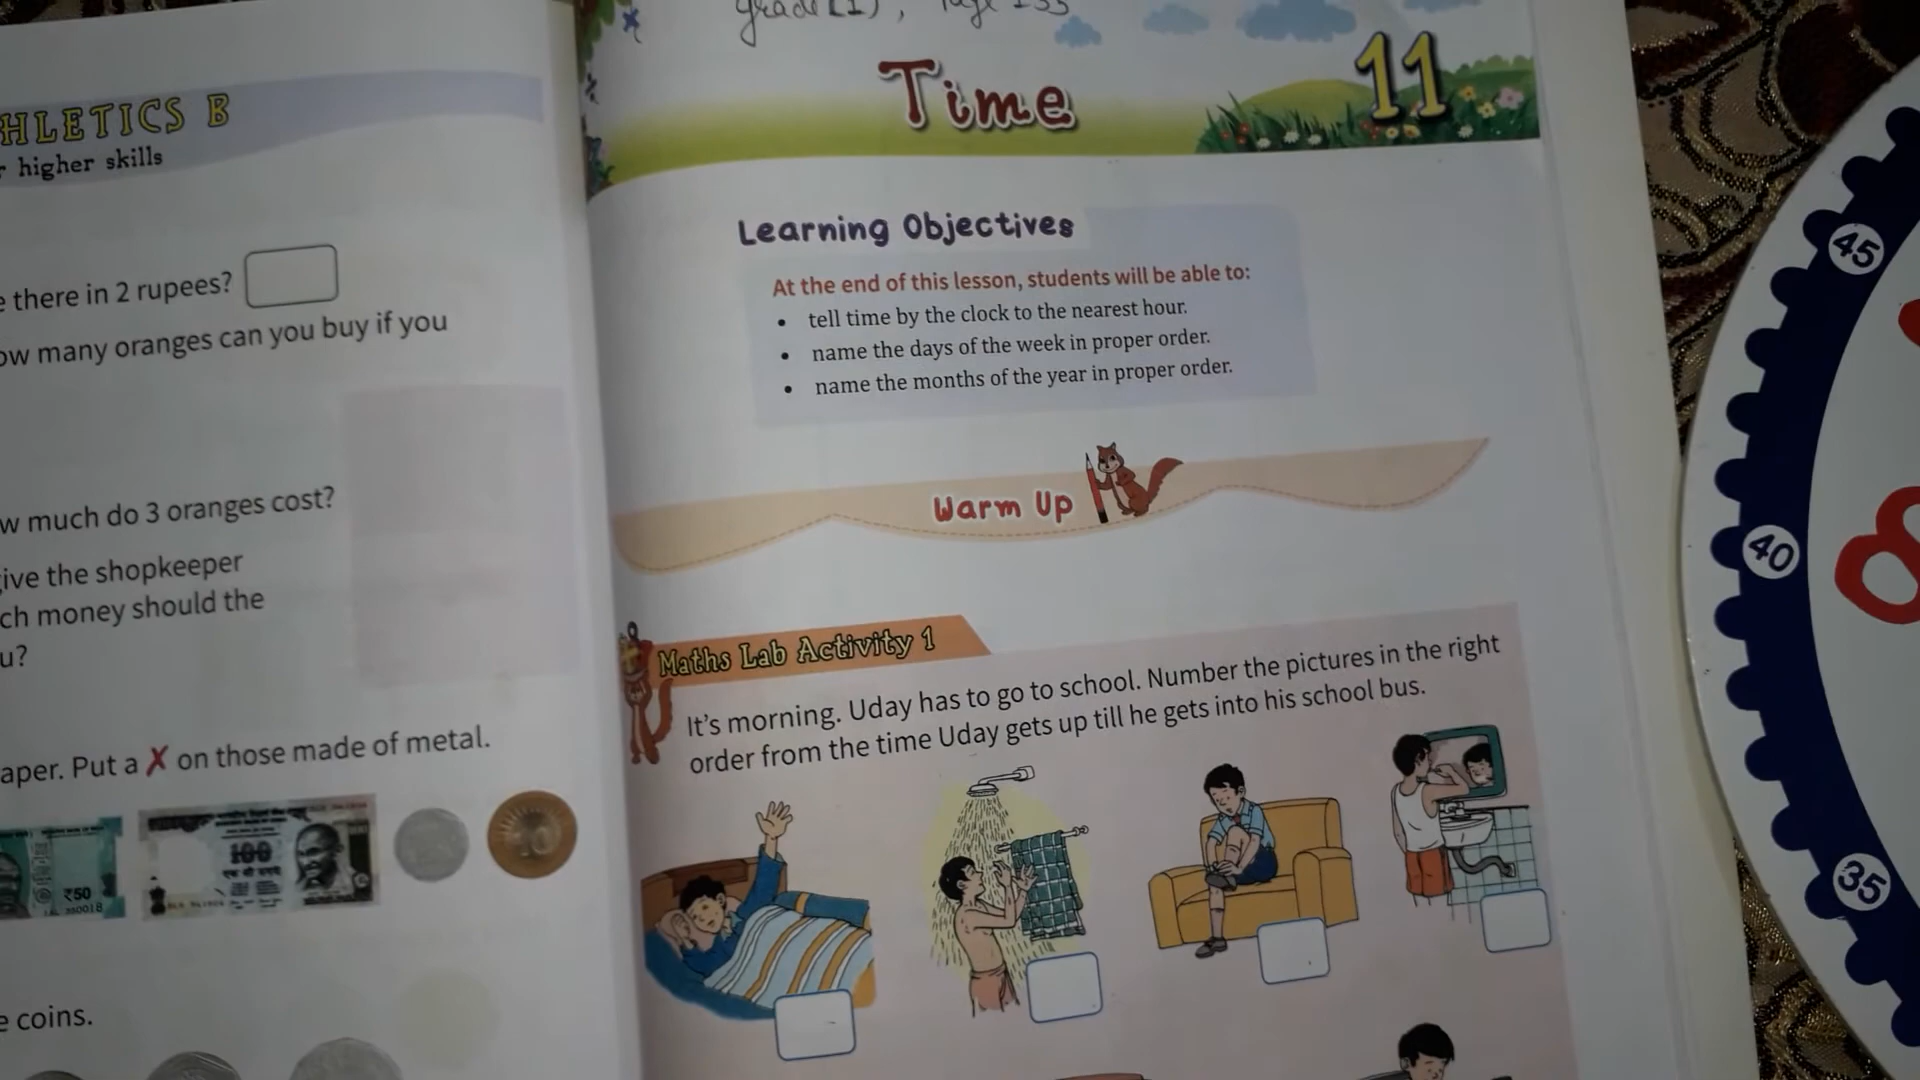 HLETICS B
higher skills
there in 2 rupees?
many oranges can you buy if you
much do 3 oranges cost?
give the shopkeeper
money should the
Put a ✗ on those made of metal.
₹50
100
10
coins.
grade [1],
Time
11
Learning Objectives
At the end of this lesson, students will be able to:
• tell time by the clock to the nearest hour.
• name the days of the week in proper order.
• name the months of the year in proper order.
Warm Up
Maths Lab Activity 1
It's morning. Uday has to go to school. Number the pictures in the right
order from the time Uday gets up till he gets into his school bus.
45
40
8
35